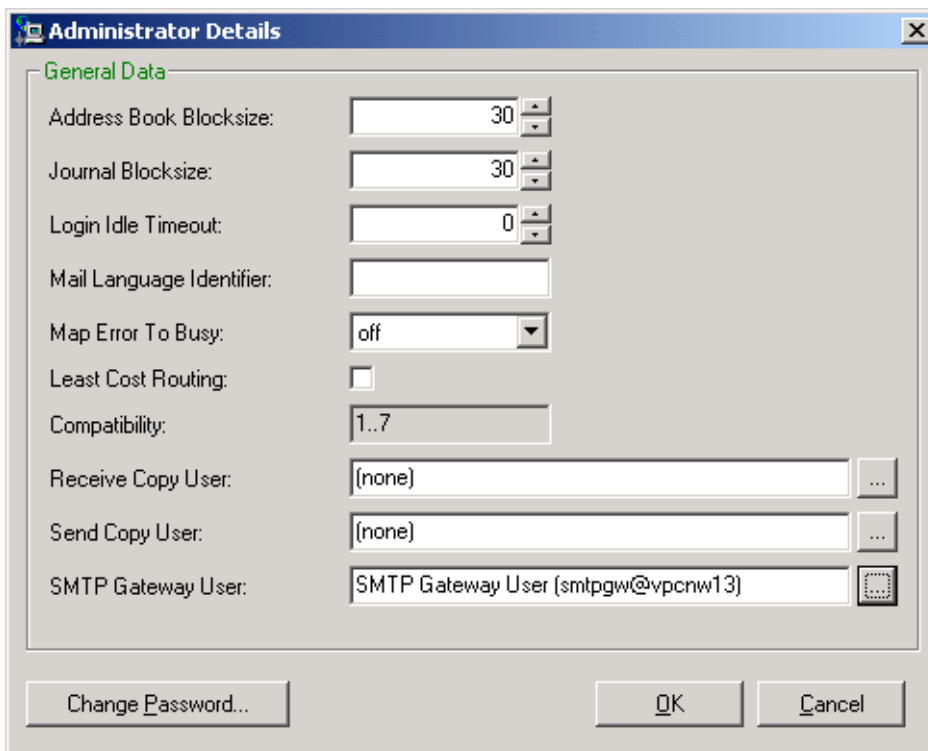 Administrator Details
General Data
Address Book Blocksize: 30
Journal Blocksize: 30
Login Idle Timeout: 0
Mail Language Identifier:
Map Error To Busy: off
Least Cost Routing:
Compatibility: 1..7
Receive Copy User: (none) ...
Send Copy User: (none) ...
SMTP Gateway User: SMTP Gateway User (smtpgw@vpcnw13) ...
Change Password... OK Cancel